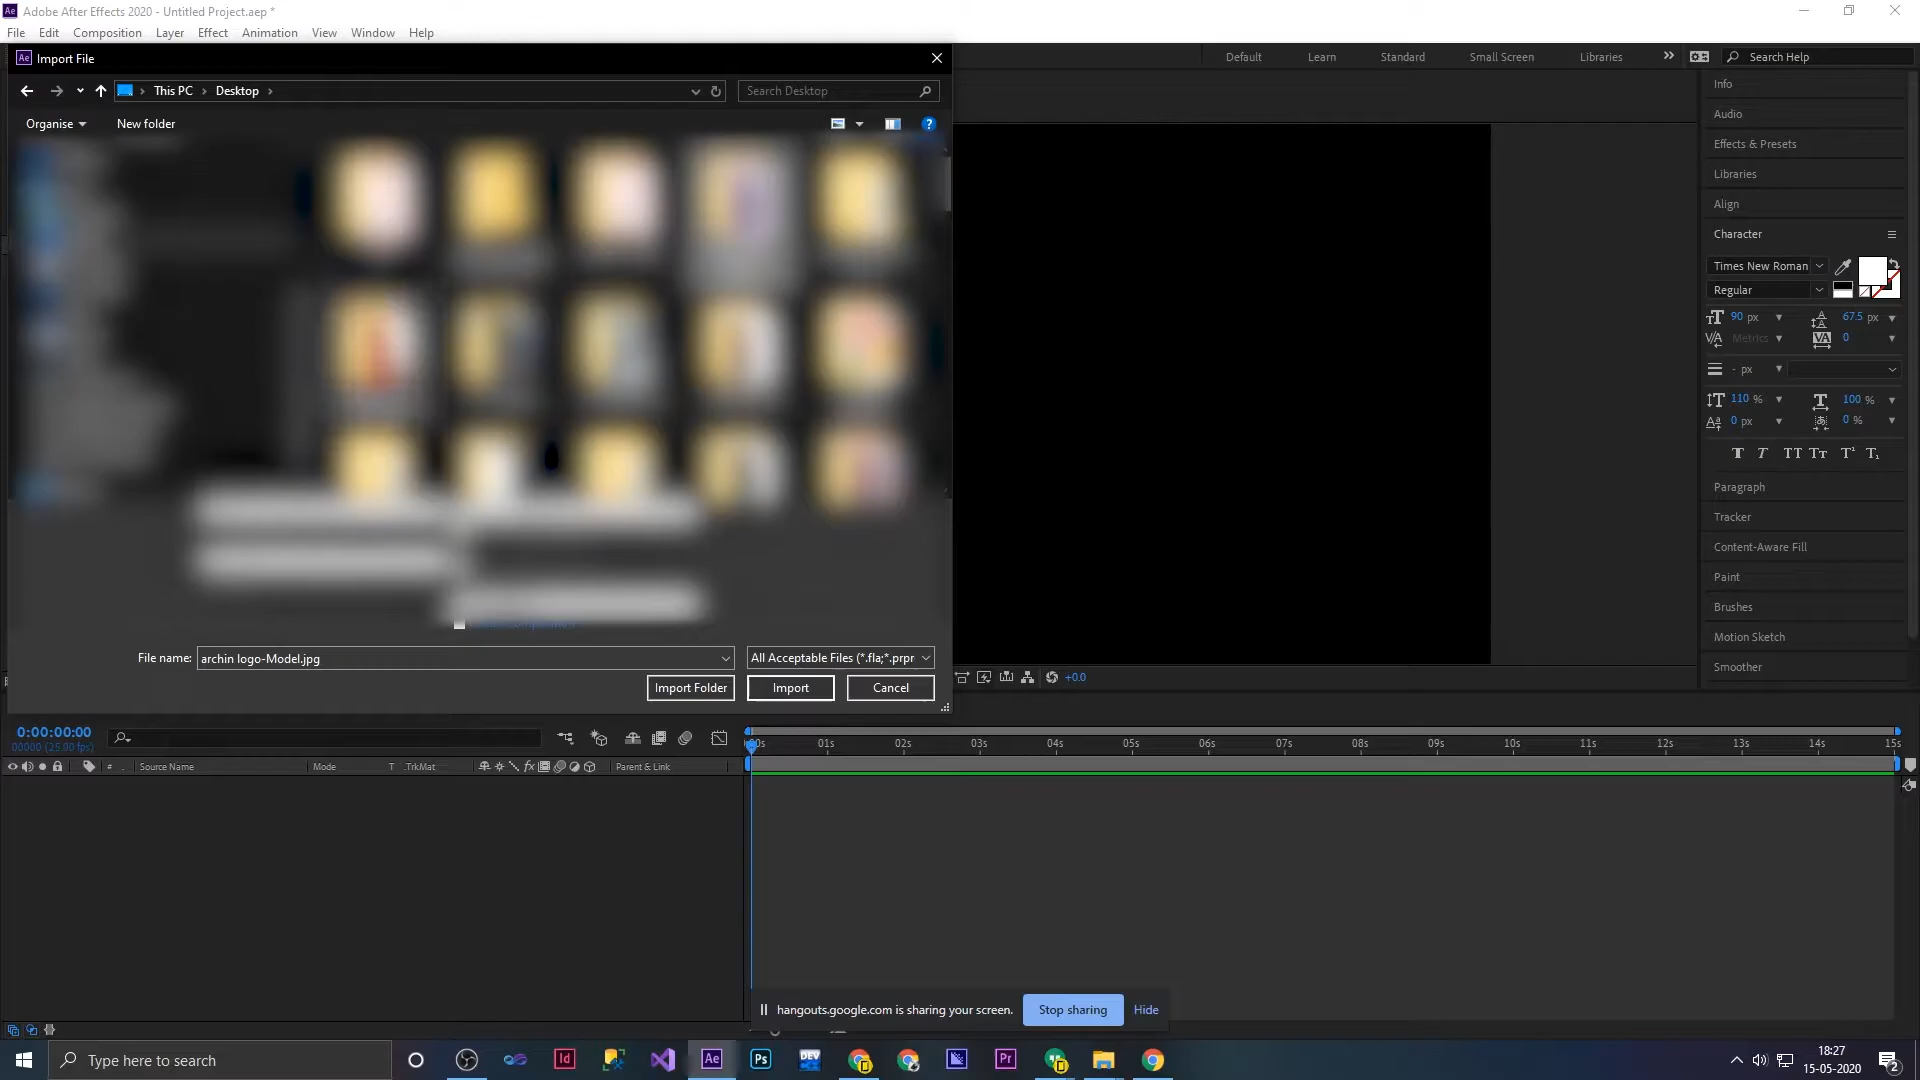 Adobe After Effects 2020 - Untitled Project.aep *
File Edit Composition Layer Effect Animation View Window Help
Import File
Default Learn Standard Small Screen Libraries Search Help
This PC Desktop
Search Desktop
Organise New folder
Info
Audio
Effects & Presets
Libraries
Align
Character
Times New Roman
Regular
90 px 67.5 px
Metrics 0
- px
110 % 100 %
0 px 0 %
Paragraph
Tracker
Content-Aware Fill
Paint
Brushes
Motion Sketch
Smoother
File name: archin logo-Model.jpg All Acceptable Files (*.fla;*.prpr
Import Folder Import Cancel
+0.0
0:00:00:00
00000 (25.00 fps)
00s 01s 02s 03s 04s 05s 06s 07s 08s 09s 10s 11s 12s 13s 14s 15s
# Source Name Mode T .TrkMat fx Parent & Link
hangouts.google.com is sharing your screen. Stop sharing Hide
Type here to search
Id Ae Ps DEV Pr
18:27
15-05-2020
2